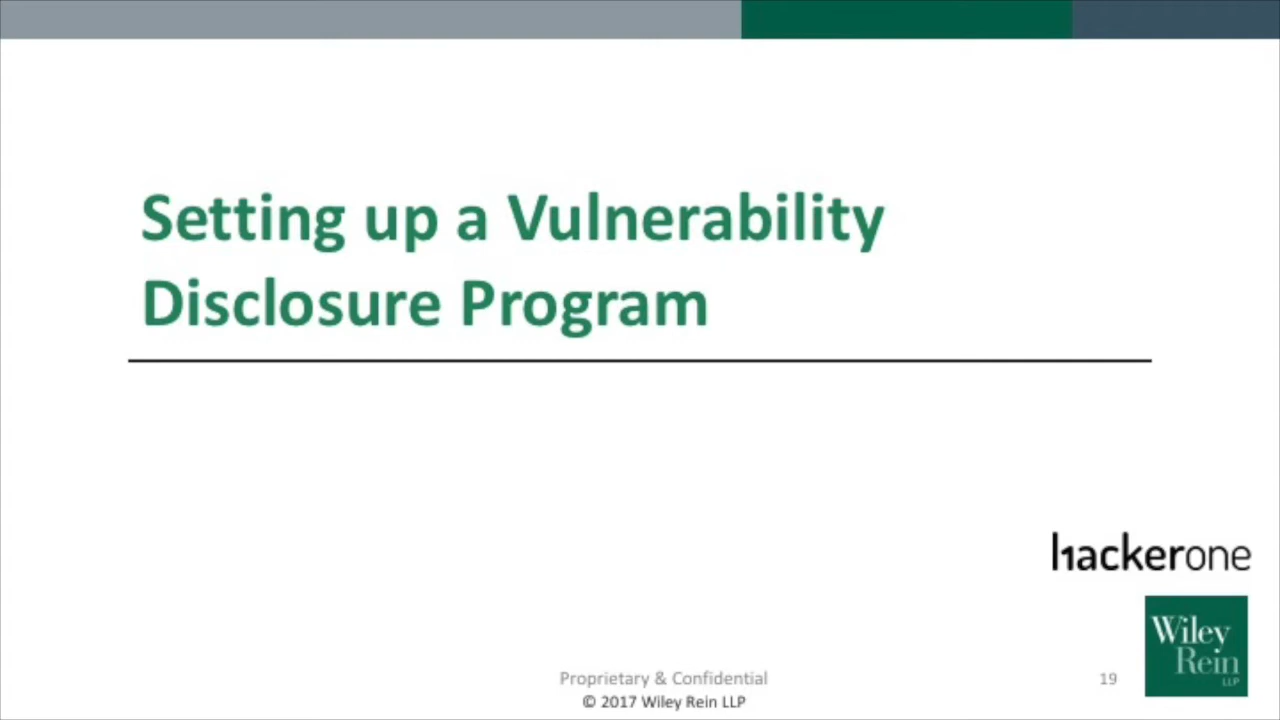 Setting up a Vulnerability
Disclosure Program
hackerone
Wiley
Rein
LLP
Proprietary & Confidential
19
© 2017 Wiley Rein LLP